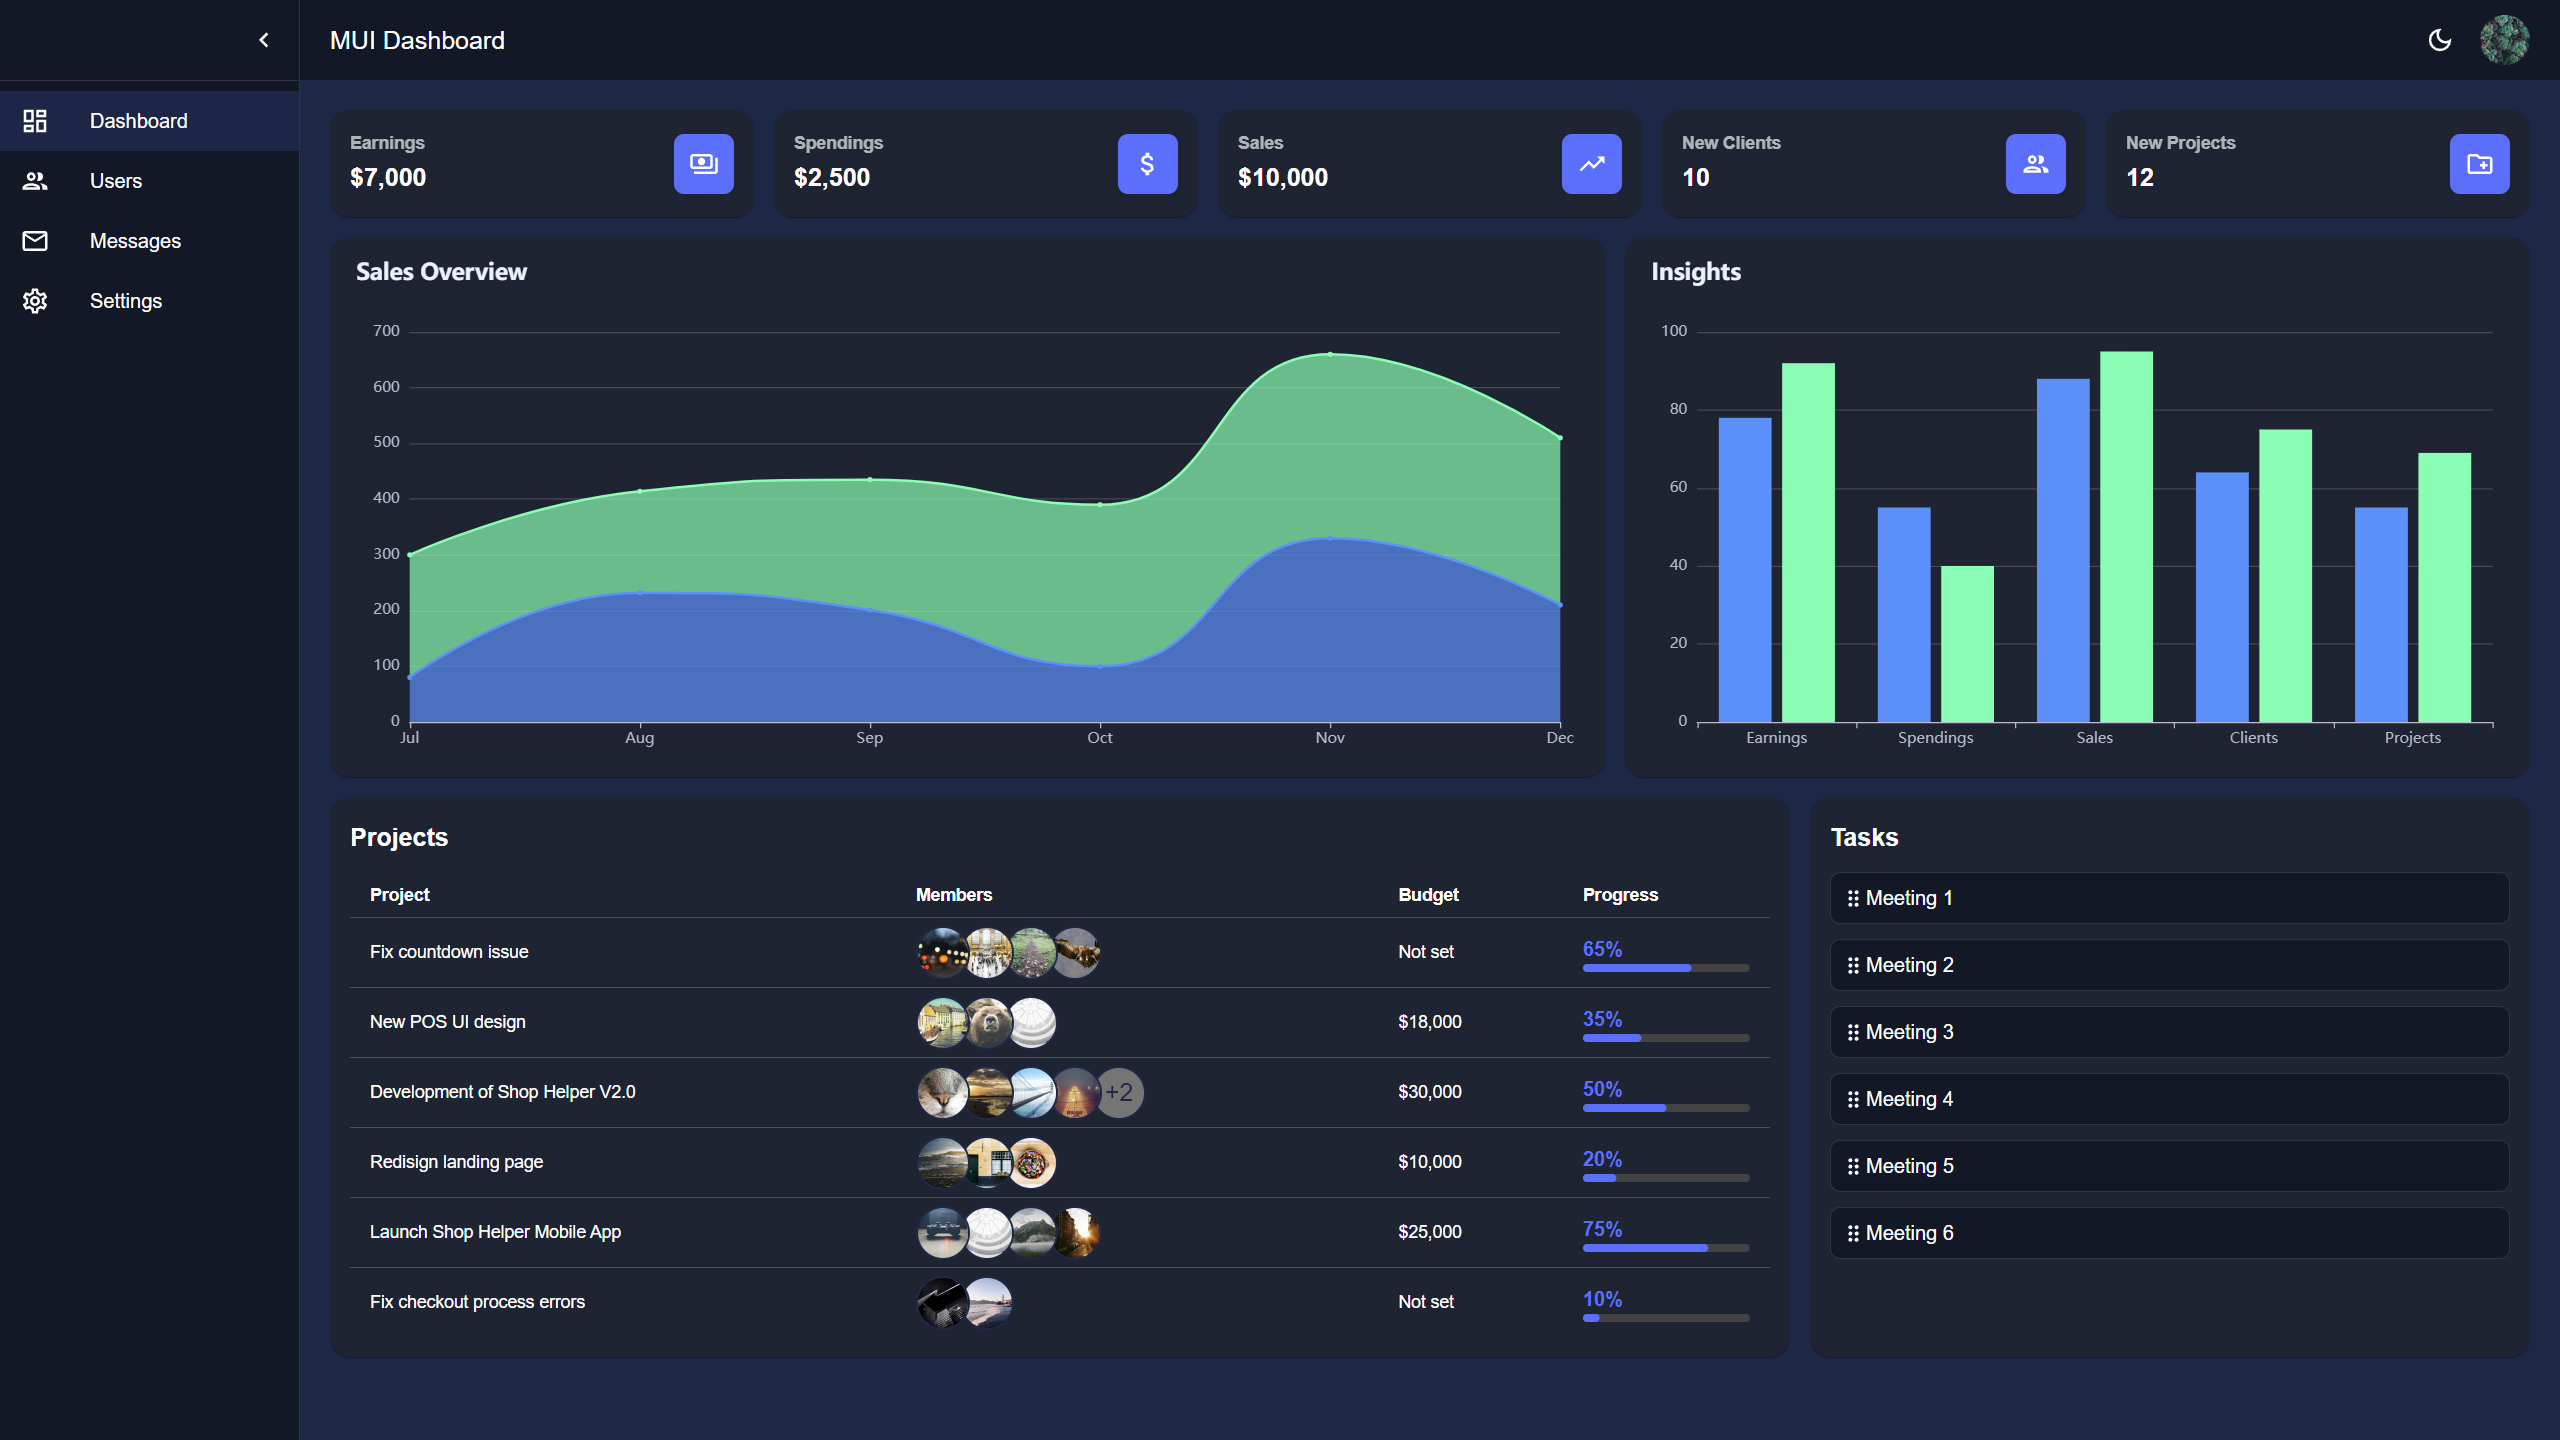 MUI Dashboard
Dashboard
Users
Messages
Settings
Earnings
$7,000
Spendings
$2,500
Sales
$10,000
New Clients
10
New Projects
12
Sales Overview
700
600
500
400
300
200
100
0
Jul Aug Sep Oct Nov Dec
Insights
100
80
60
40
20
0
Earnings Spendings Sales Clients Projects
Projects
Project Members Budget Progress
Fix countdown issue Not set 65%
New POS UI design $18,000 35%
Development of Shop Helper V2.0 +2 $30,000 50%
Redisign landing page $10,000 20%
Launch Shop Helper Mobile App $25,000 75%
Fix checkout process errors Not set 10%
Tasks
Meeting 1
Meeting 2
Meeting 3
Meeting 4
Meeting 5
Meeting 6